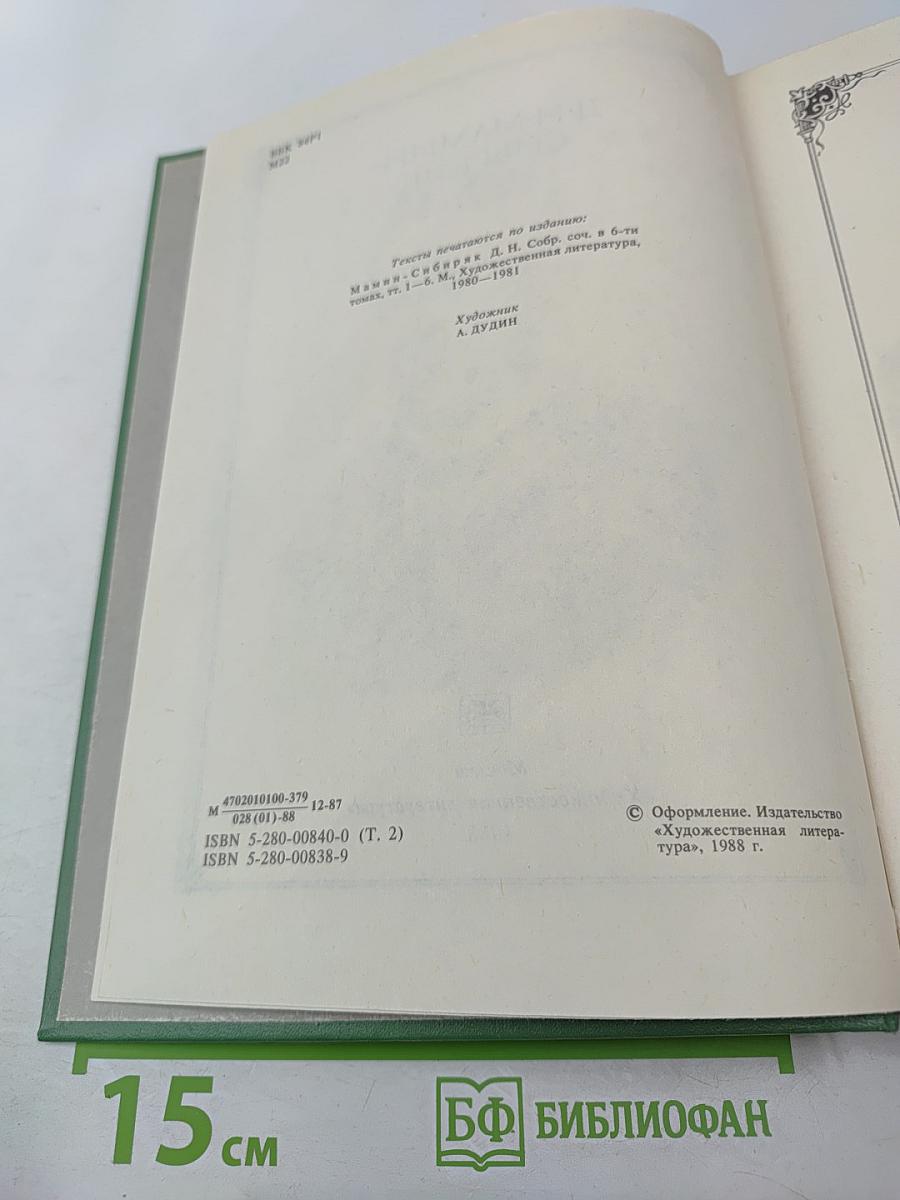 ББК 84Р1
М22
Тексты печатаются по изданию:
Мамин-Сибиряк Д. Н. Собр. соч. в 6-ти
томах, тт. 1—6. М., Художественная литература,
1980—1981
Художник
А. ДУДИН
М 4702010100-379 12-87
028(01)-88
ISBN 5-280-00840-0 (Т. 2)
ISBN 5-280-00838-9
© Оформление. Издательство
«Художественная литера-
тура», 1988 г.
15 см
БФ БИБЛИОФАН